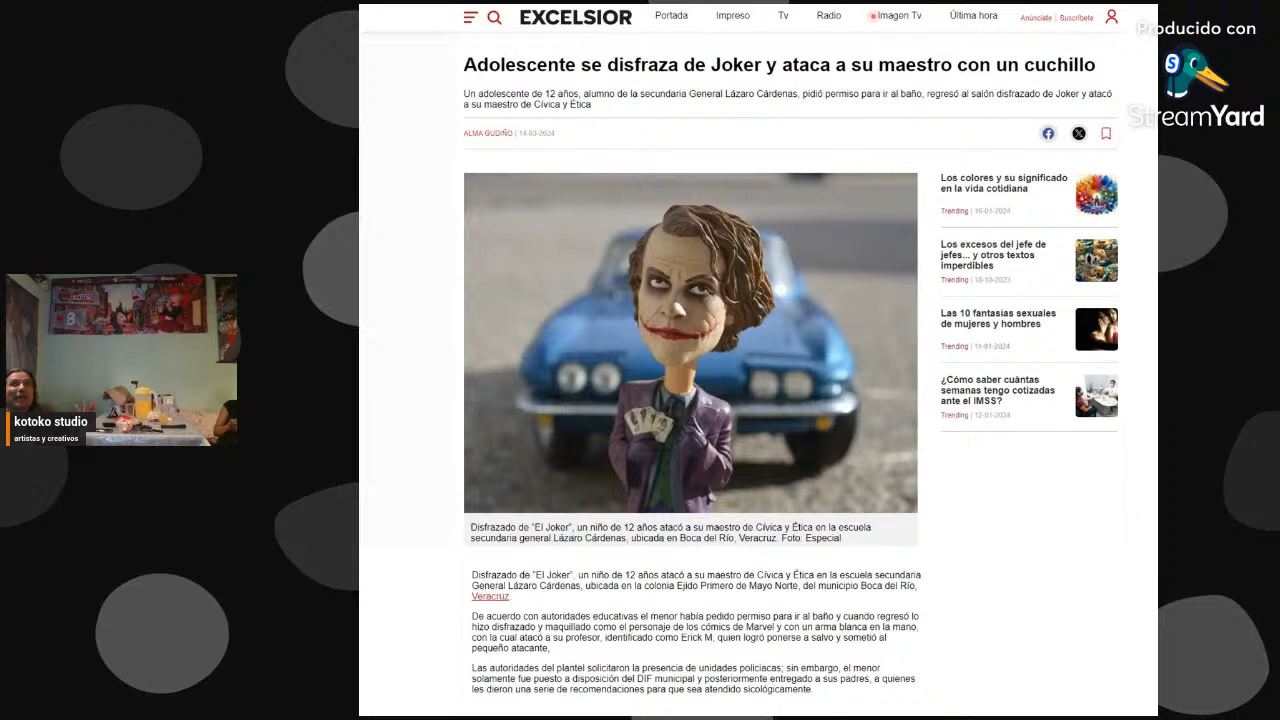 EXCELSIOR
Portada
Impreso
Tv
Radio
Imagen Tv
Última hora
Anúnciate | Suscríbete
Producido con
S
StreamYard
Adolescente se disfraza de Joker y ataca a su maestro con un cuchillo
Un adolescente de 12 años, alumno de la secundaria General Lázaro Cárdenas, pidió permiso para ir al baño, regresó al salón disfrazado de Joker y atacó
a su maestro de Cívica y Ética
ALMA GUDIÑO | 14-03-2024
Los colores y su significado
en la vida cotidiana
Trending | 16-01-2024
Los excesos del jefe de
jefes... y otros textos
imperdibles
Trending | 18-10-2023
Las 10 fantasías sexuales
de mujeres y hombres
Trending | 11-01-2024
¿Cómo saber cuántas
semanas tengo cotizadas
ante el IMSS?
Trending | 12-01-2024
kotoko studio
artistas y creativos
Disfrazado de “El Joker”, un niño de 12 años atacó a su maestro de Cívica y Ética en la escuela
secundaria general Lázaro Cárdenas, ubicada en Boca del Río, Veracruz. Foto: Especial
Disfrazado de “El Joker”, un niño de 12 años atacó a su maestro de Cívica y Ética en la escuela secundaria
General Lázaro Cárdenas, ubicada en la colonia Ejido Primero de Mayo Norte, del municipio Boca del Río,
Veracruz.
De acuerdo con autoridades educativas el menor había pedido permiso para ir al baño y cuando regresó lo
hizo disfrazado y maquillado como el personaje de los cómics de Marvel y con un arma blanca en la mano,
con la cual atacó a su profesor, identificado como Erick M, quien logró ponerse a salvo y sometió al
pequeño atacante,
Las autoridades del plantel solicitaron la presencia de unidades policiacas; sin embargo, el menor
solamente fue puesto a disposición del DIF municipal y posteriormente entregado a sus padres, a quienes
les dieron una serie de recomendaciones para que sea atendido sicológicamente.